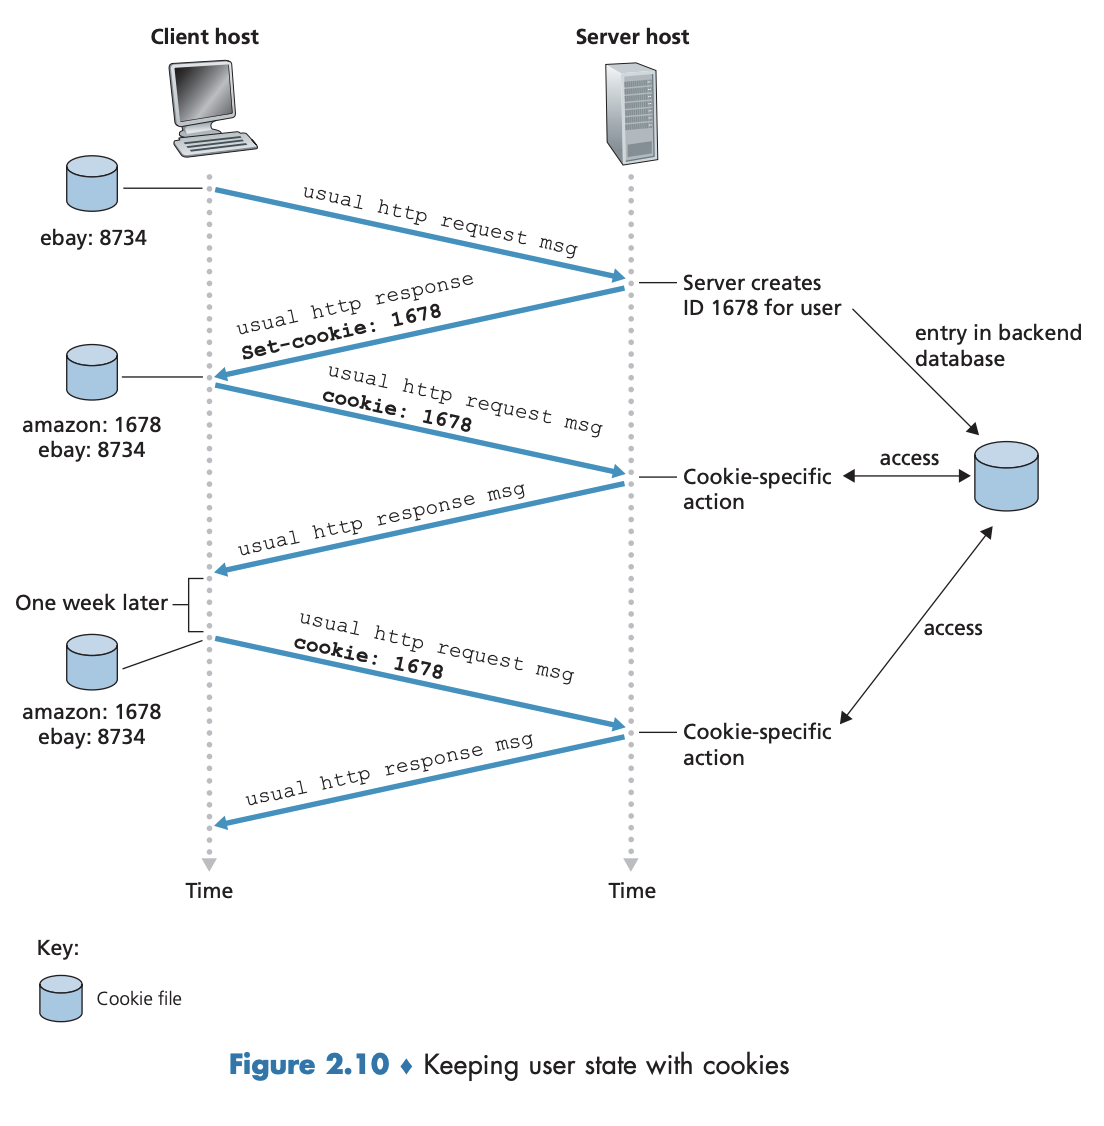 Client host
Server host
ebay: 8734
usual http request msg
Server creates
ID 1678 for user
entry in backend
database
usual http response
Set-cookie: 1678
amazon: 1678
ebay: 8734
usual http request msg
cookie: 1678
Cookie-specific
action
access
usual http response msg
One week later
access
usual http request msg
cookie: 1678
amazon: 1678
ebay: 8734
Cookie-specific
action
usual http response msg
Time
Time
Key:
Cookie file
Figure 2.10 ♦ Keeping user state with cookies